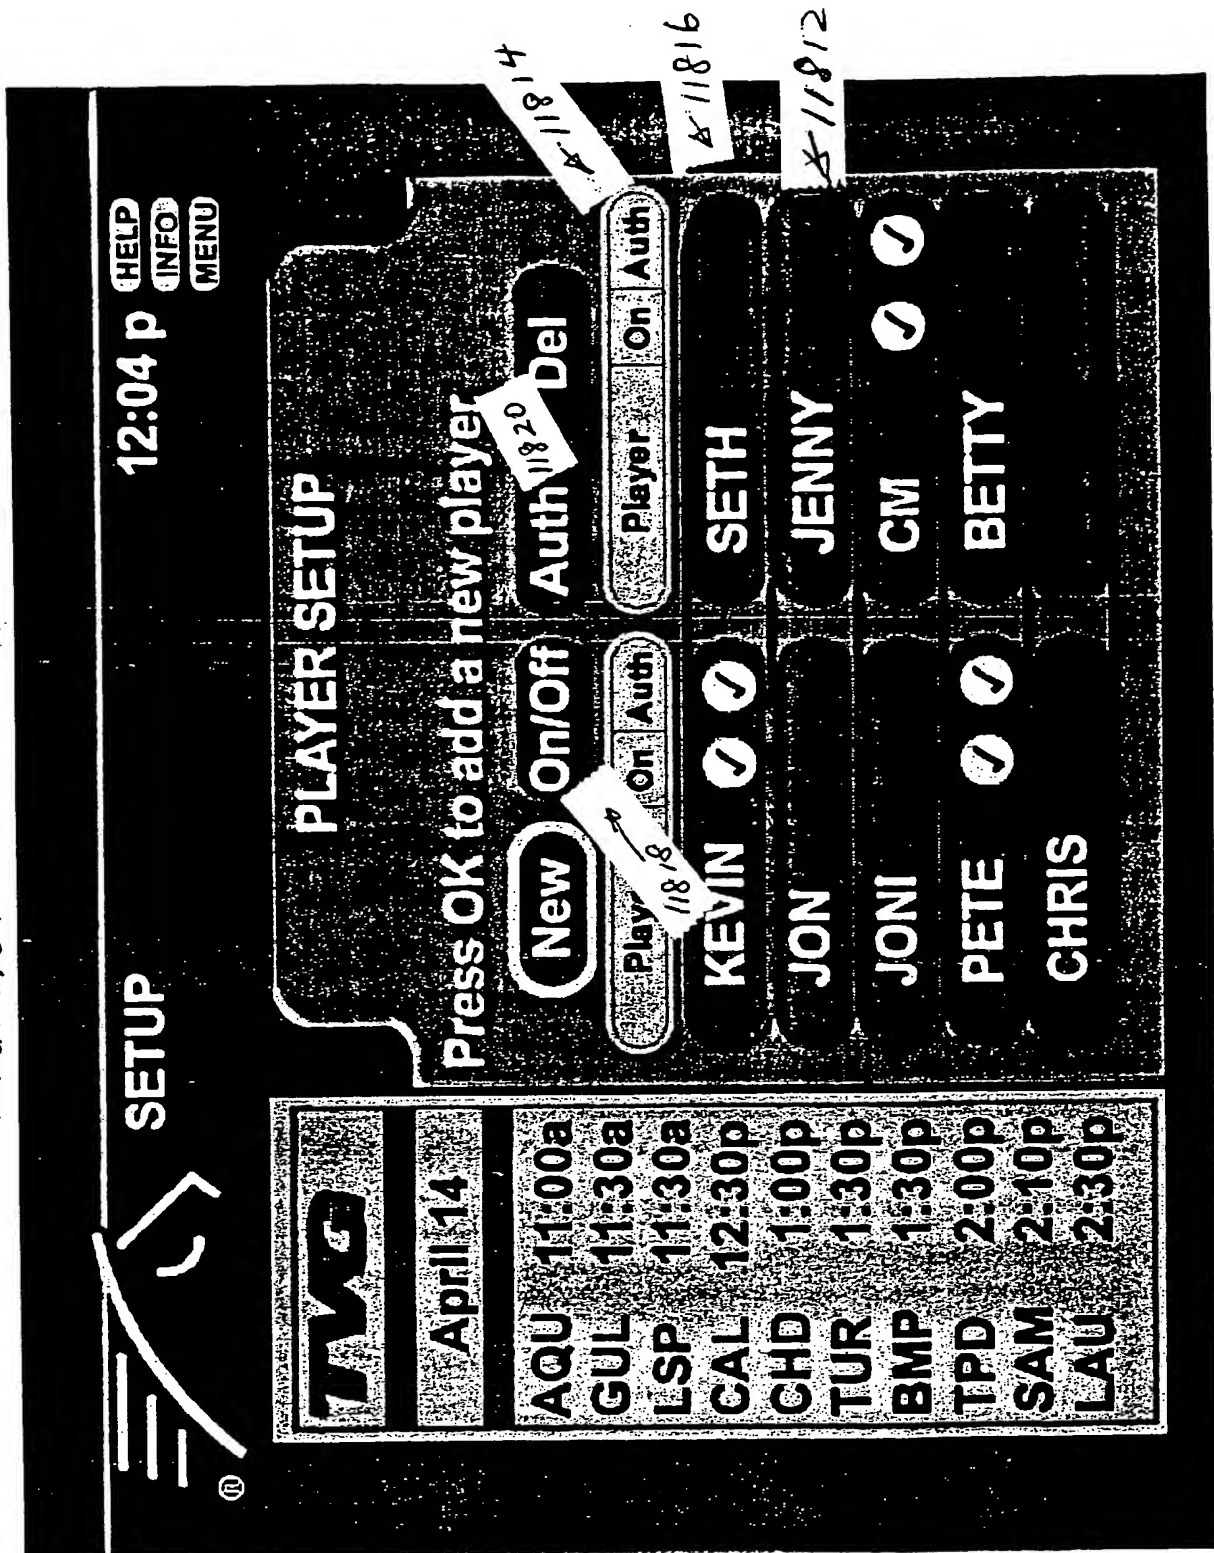 SETUP
12:04 p
HELP
INFO
MENU
®
TVG
April 14
AQU 11:00a
GUL 11:30a
LSP 11:30a
CAL 12:30p
CHD 1:00p
TUR 1:30p
BMP 1:30p
TPD 2:00p
SAM 2:10p
LAU 2:30p
PLAYER SETUP
Press OK to add a new player
New On/Off Auth Del
11820
11814
On Auth
Player On Auth
11818
11816
KEVIN
SETH
11812
JON
JENNY
JONI
CM
PETE
BETTY
CHRIS